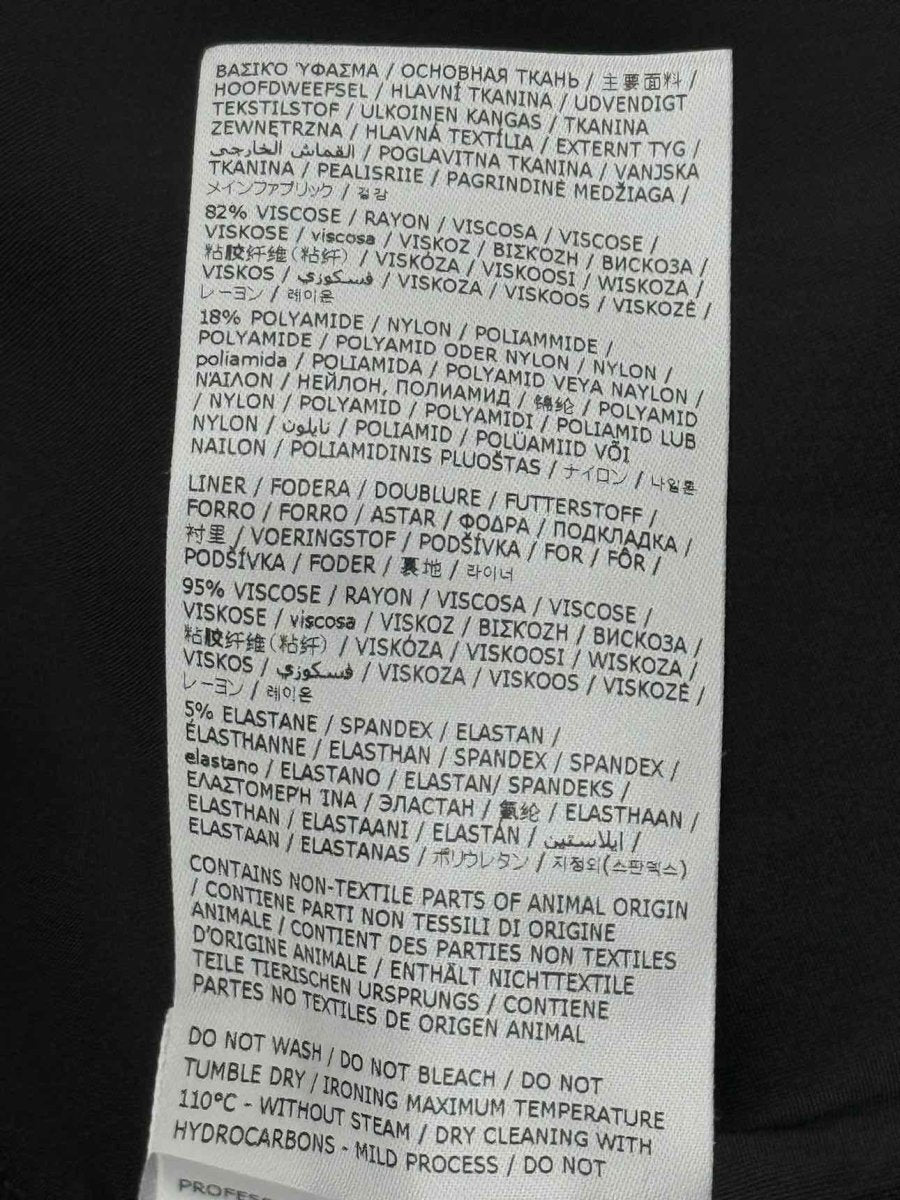 ΒΑΣΙΚΌ ΎΦΑΣΜΑ / ОСНОВНАЯ ТКАНЬ / 主要面料 /
HOOFDWEEFSEL / HLAVNÍ TKANINA / UDVENDIGT
TEKSTILSTOF / ULKOINEN KANGAS / TKANINA
ZEWNĘTRZNA / HLAVNÁ TEXTÍLIA / EXTERNT TYG /
القماش الخارجي / POGLAVITNA TKANINA / VANJSKA
TKANINA / PEALISRIIE / PAGRINDINĖ MEDŽIAGA /
メインファブリック / 겉감
82% VISCOSE / RAYON / VISCOSA / VISCOSE /
VISKOSE / viscosa / VISKOZ / ΒΙΣΚΟΖΗ / ВИСКОЗА /
粘胶纤维(粘纤) / VISKÓZA / VISKOOSI / WISKOZA /
VISKOS / فسكوزي / VISKOZA / VISKOOS / VISKOZĖ /
レーヨン / 레이온
18% POLYAMIDE / NYLON / POLIAMMIDE /
POLYAMIDE / POLYAMID ODER NYLON / NYLON /
poliamida / POLIAMIDA / POLYAMID VEYA NAYLON /
ΝΆΙΛΟΝ / НЕЙЛОН, ПОЛИАМИД / 锦纶 / POLYAMID
/ NYLON / POLYAMID / POLYAMIDI / POLIAMID LUB
NYLON / نايلون / POLIAMID / POLÜAMIID VÕI
NAILON / POLIAMIDINIS PLUOŠTAS / ナイロン / 나일론
LINER / FODERA / DOUBLURE / FUTTERSTOFF /
FORRO / FORRO / ASTAR / ΦΟΔΡΑ / ПОДКЛАДКА /
衬里 / VOERINGSTOF / PODŠÍVKA / FOR / FÔR /
PODŠÍVKA / FODER / 裏地 / 라이너
95% VISCOSE / RAYON / VISCOSA / VISCOSE /
VISKOSE / viscosa / VISKOZ / ΒΙΣΚΟΖΗ / ВИСКОЗА /
粘胶纤维(粘纤) / VISKÓZA / VISKOOSI / WISKOZA /
VISKOS / فسكوزي / VISKOZA / VISKOOS / VISKOZĖ /
レーヨン / 레이온
5% ELASTANE / SPANDEX / ELASTAN /
ÉLASTHANNE / ELASTHAN / SPANDEX / SPANDEX /
elastano / ELASTANO / ELASTAN/ SPANDEKS /
ΕΛΑΣΤΟΜΕΡΗ ΊΝΑ / ЭЛАСТАН / 氨纶 / ELASTHAAN /
ELASTHAN / ELASTAANI / ELASTÁN / ايلاستين /
ELASTAAN / ELASTANAS / ポリウレタン / 지정외(스판덱스)
CONTAINS NON-TEXTILE PARTS OF ANIMAL ORIGIN
/ CONTIENE PARTI NON TESSILI DI ORIGINE
ANIMALE / CONTIENT DES PARTIES NON TEXTILES
D'ORIGINE ANIMALE / ENTHÄLT NICHTTEXTILE
TEILE TIERISCHEN URSPRUNGS / CONTIENE
PARTES NO TEXTILES DE ORIGEN ANIMAL
DO NOT WASH / DO NOT BLEACH / DO NOT
TUMBLE DRY / IRONING MAXIMUM TEMPERATURE
110°C - WITHOUT STEAM / DRY CLEANING WITH
HYDROCARBONS - MILD PROCESS / DO NOT